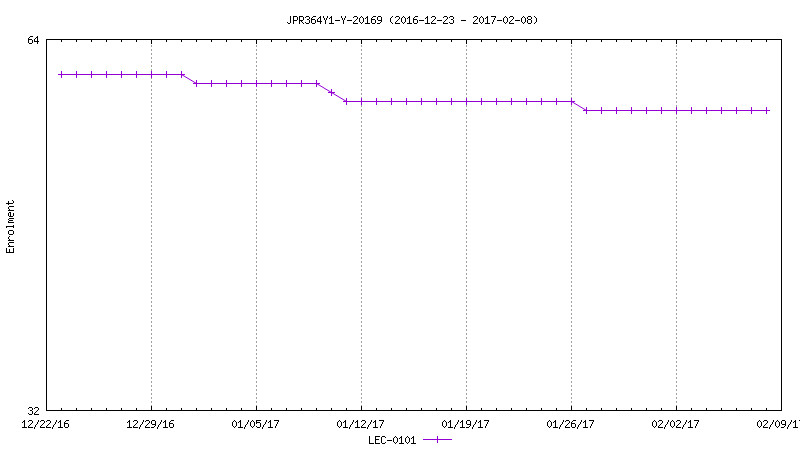 JPR364Y1-Y-20169 (2016-12-23 - 2017-02-08)
64
Enrolment
32
12/22/16 12/29/16 01/05/17 01/12/17 01/19/17 01/26/17 02/02/17 02/09/1
LEC-0101